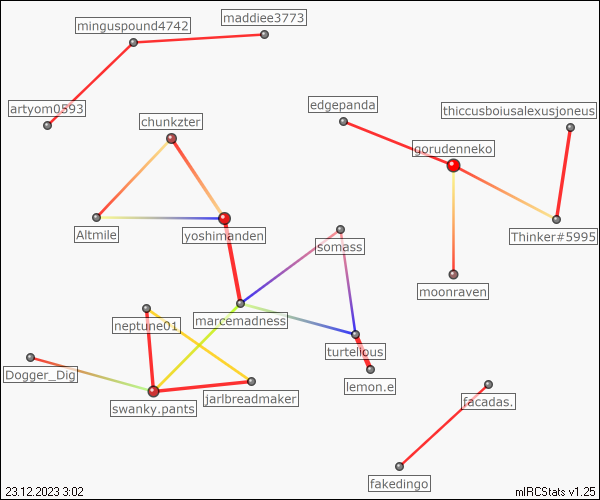 maddiee3773
minguspound4742
artyom0593
edgepanda
thiccusboiusalexusjoneus
chunkzter
gorudenneko
Altmile
yoshimanden
somass
Thinker#5995
moonraven
marcemadness
neptune01
turtelious
Dogger_Dig
lemon.e
jarlbreadmaker
swanky.pants
facadas.
fakedingo
23.12.2023 3:02
mIRCStats v1.25